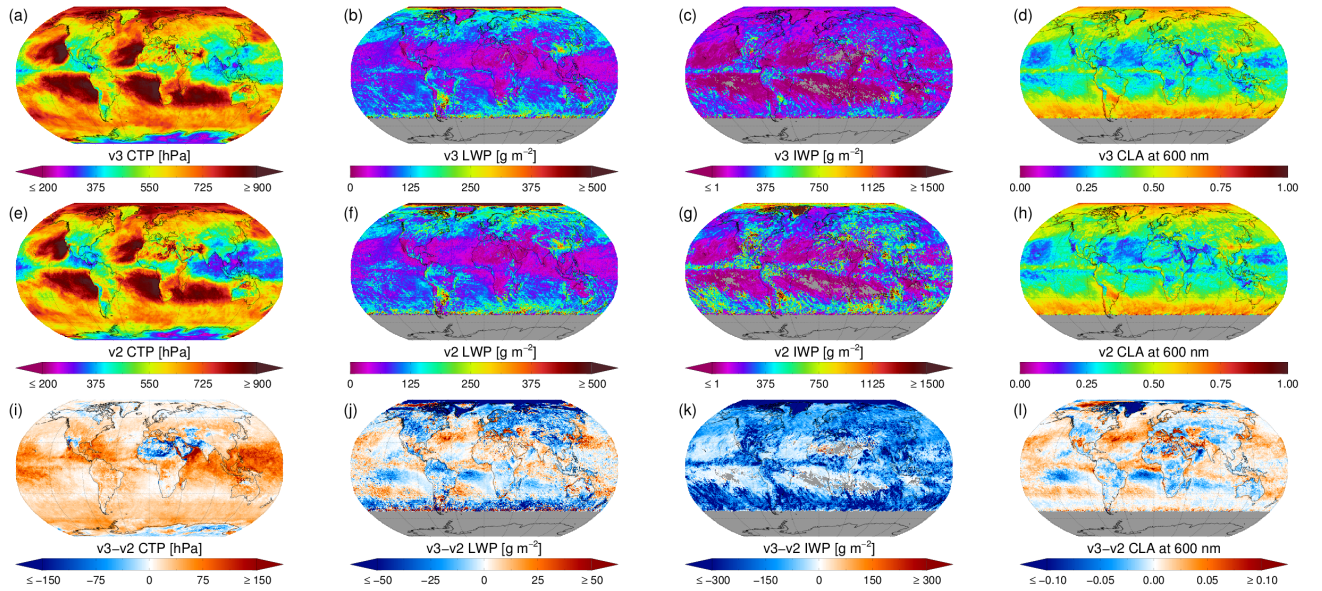 (a) (b) (c) (d)
v3 CTP [hPa] v3 LWP [g m⁻²] v3 IWP [g m⁻²] v3 CLA at 600 nm
≤ 200 375 550 725 ≥ 900 0 125 250 375 ≥ 500 ≤ 1 375 750 1125 ≥ 1500 0.00 0.25 0.50 0.75 1.00
(e) (f) (g) (h)
v2 CTP [hPa] v2 LWP [g m⁻²] v2 IWP [g m⁻²] v2 CLA at 600 nm
≤ 200 375 550 725 ≥ 900 0 125 250 375 ≥ 500 ≤ 1 375 750 1125 ≥ 1500 0.00 0.25 0.50 0.75 1.00
(i) (j) (k) (l)
v3−v2 CTP [hPa] v3−v2 LWP [g m⁻²] v3−v2 IWP [g m⁻²] v3−v2 CLA at 600 nm
≤ −150 −75 0 75 ≥ 150 ≤ −50 −25 0 25 ≥ 50 ≤ −300 −150 0 150 ≥ 300 ≤ −0.10 −0.05 0.00 0.05 ≥ 0.10